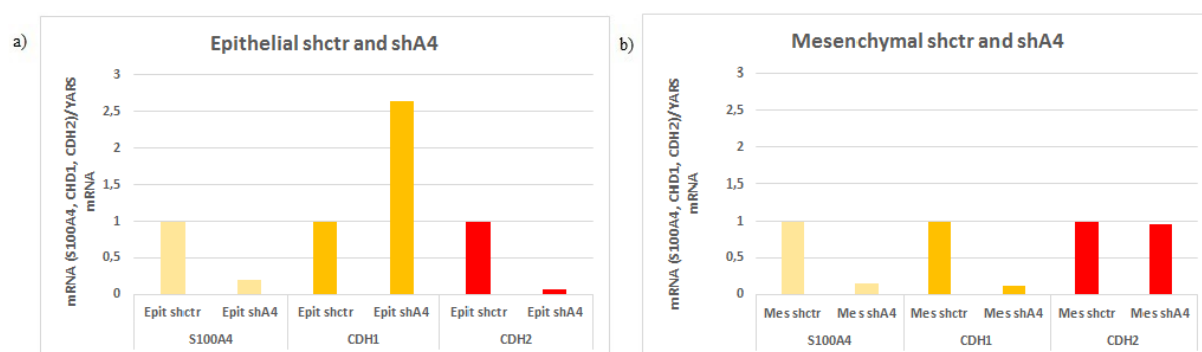 a)
Epithelial shctr and shA4
mRNA (S100A4, CHD1, CDH2)/YARS
mRNA
3
2,5
2
1,5
1
0,5
0
Epit shctr Epit shA4 Epit shctr Epit shA4 Epit shctr Epit shA4
S100A4 CDH1 CDH2
b)
Mesenchymal shctr and shA4
mRNA (S100A4, CHD1, CDH2)/YARS
mRNA
3
2,5
2
1,5
1
0,5
0
Mes shctr Mes shA4 Mes shctr Mes shA4 Mes shctr Mes shA4
S100A4 CDH1 CDH2